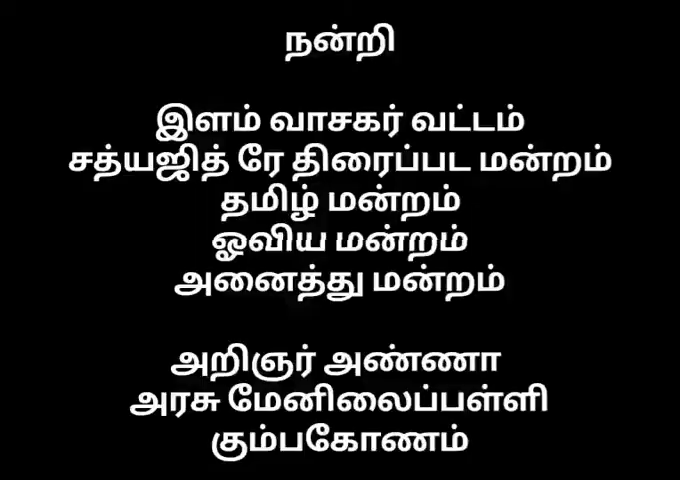 நன்றி
இளம் வாசகர் வட்டம்
சத்யஜித் ரே திரைப்பட மன்றம்
தமிழ் மன்றம்
ஓவிய மன்றம்
அனைத்து மன்றம்
அறிஞர் அண்ணா
அரசு மேனிலைப்பள்ளி
கும்பகோணம்